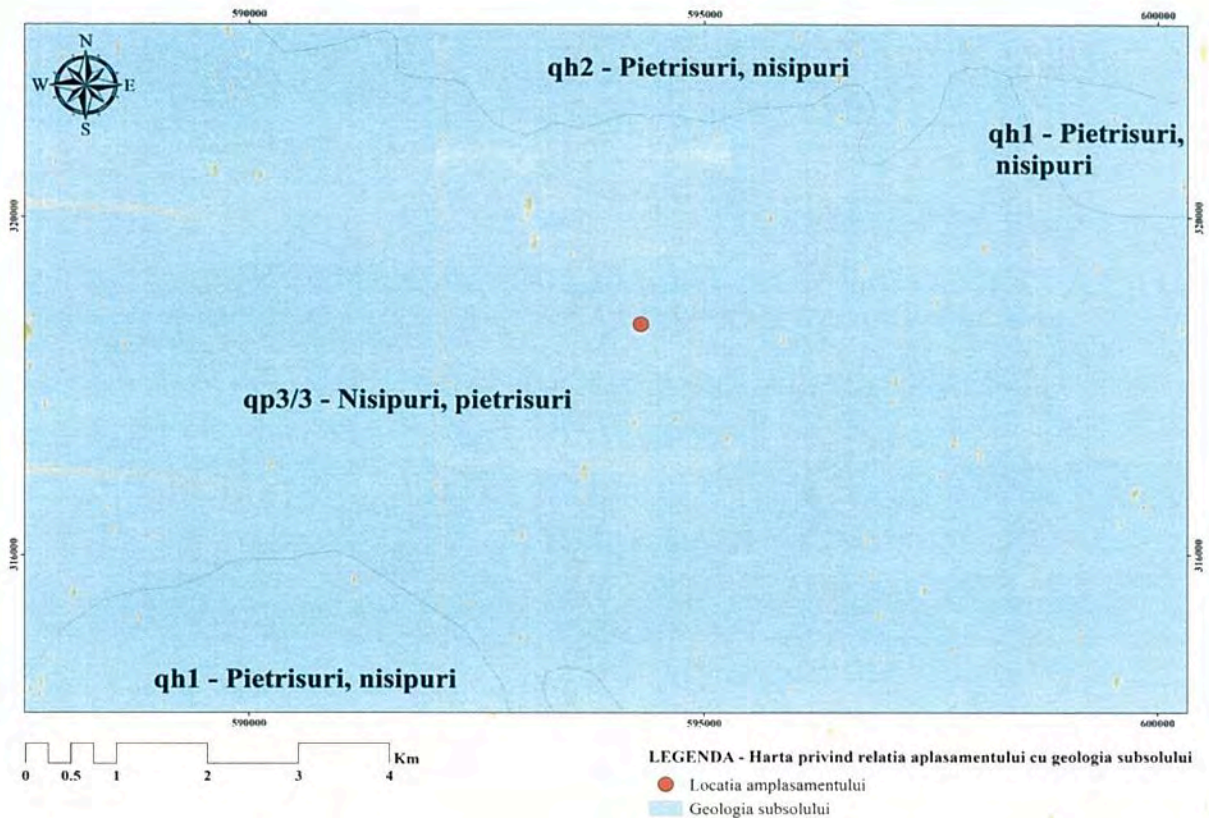 590000 595000 600000
N
W E
S
qh2 - Pietrisuri, nisipuri
qh1 - Pietrisuri,
nisipuri
320000 320000
qp3/3 - Nisipuri, pietrisuri
316000 316000
qh1 - Pietrisuri, nisipuri
590000 595000 600000
Km
0 0.5 1 2 3 4
LEGENDA - Harta privind relatia aplasamentului cu geologia subsolului
Locatia amplasamentului
Geologia subsolului